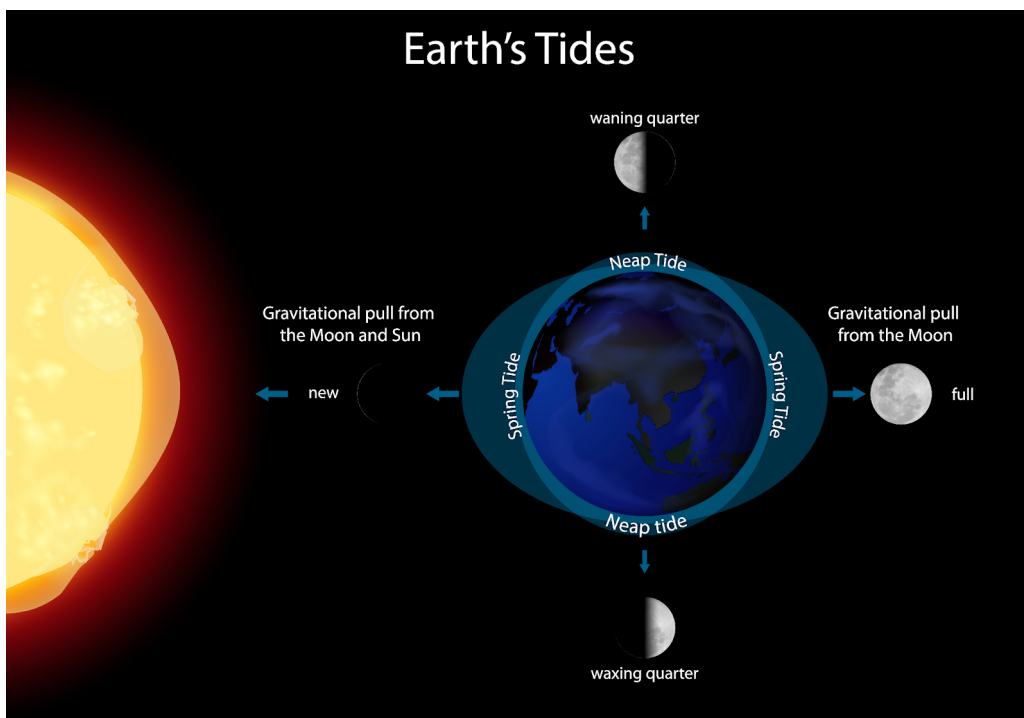 Earth's Tides
waning quarter
Neap Tide
Gravitational pull from
the Moon and Sun
Gravitational pull
from the Moon
new
Spring Tide
Spring Tide
full
Neap tide
waxing quarter